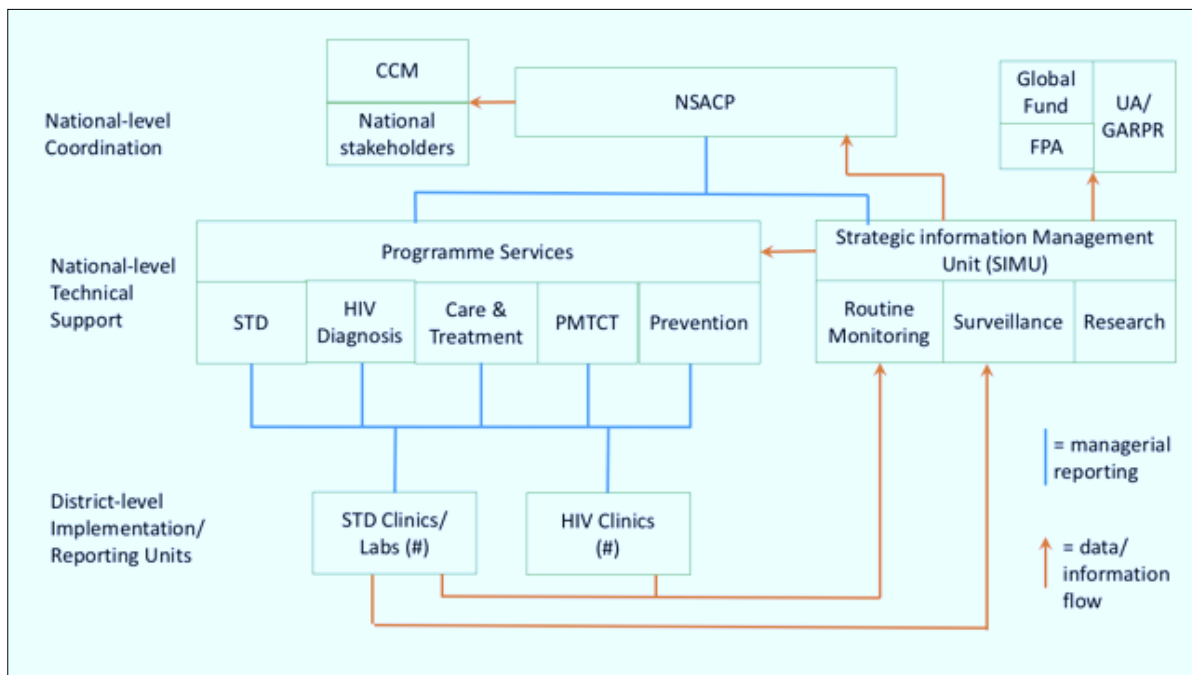 CCM
National
stakeholders
NSACP
Global
Fund
FPA
UA/
GARPR
National-level
Coordination
Progrramme Services
Strategic information Management
Unit (SIMU)
National-level
Technical
Support
STD
HIV
Diagnosis
Care &
Treatment
PMTCT
Prevention
Routine
Monitoring
Surveillance
Research
= managerial
reporting
District-level
Implementation/
Reporting Units
STD Clinics/
Labs (#)
HIV Clinics
(#)
= data/
information
flow